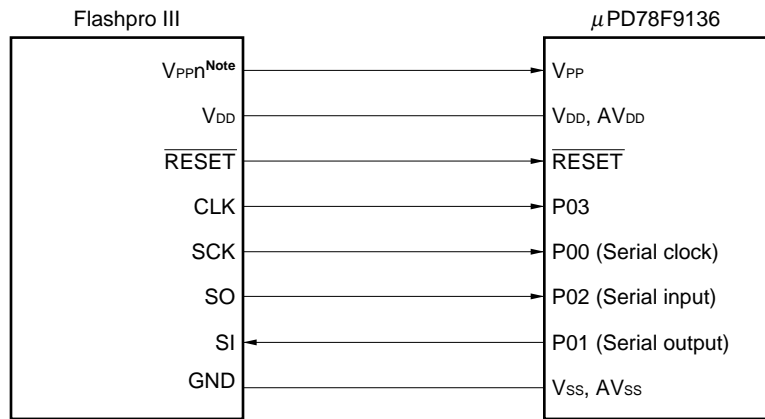 Flashpro III
μPD78F9136
VPPnNote
VPP
VDD
VDD, AVDD
RESET
RESET
CLK
P03
SCK
P00 (Serial clock)
SO
P02 (Serial input)
SI
P01 (Serial output)
GND
VSS, AVSS